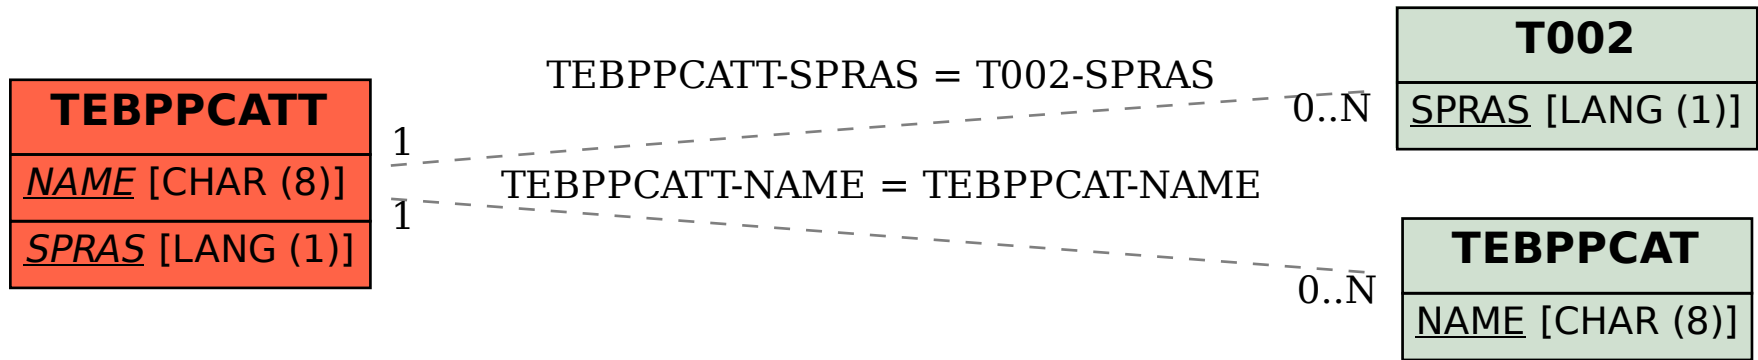 TEBPPCATT
NAME [CHAR (8)]
SPRAS [LANG (1)]
TEBPPCATT-SPRAS = T002-SPRAS
1
0..N
TEBPPCATT-NAME = TEBPPCAT-NAME
1
0..N
T002
SPRAS [LANG (1)]
TEBPPCAT
NAME [CHAR (8)]